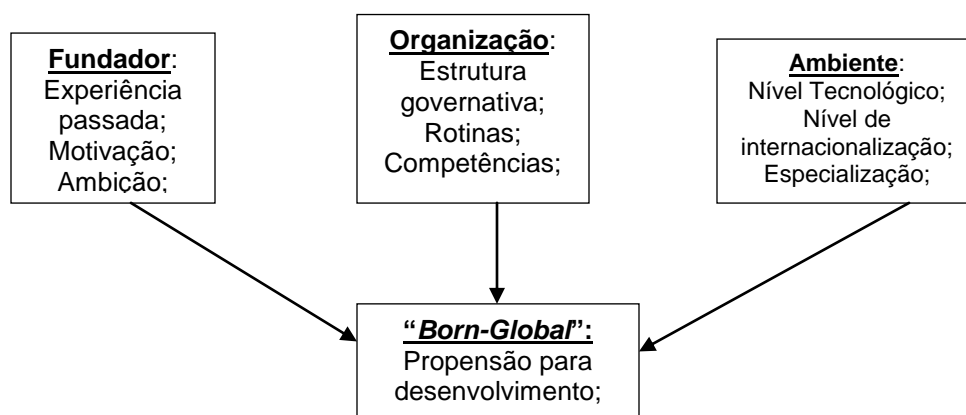 Fundador:
Experiência
passada;
Motivação;
Ambição;
Organização:
Estrutura
governativa;
Rotinas;
Competências;
Ambiente:
Nível Tecnológico;
Nível de
internacionalização;
Especialização;
“Born-Global”:
Propensão para
desenvolvimento;